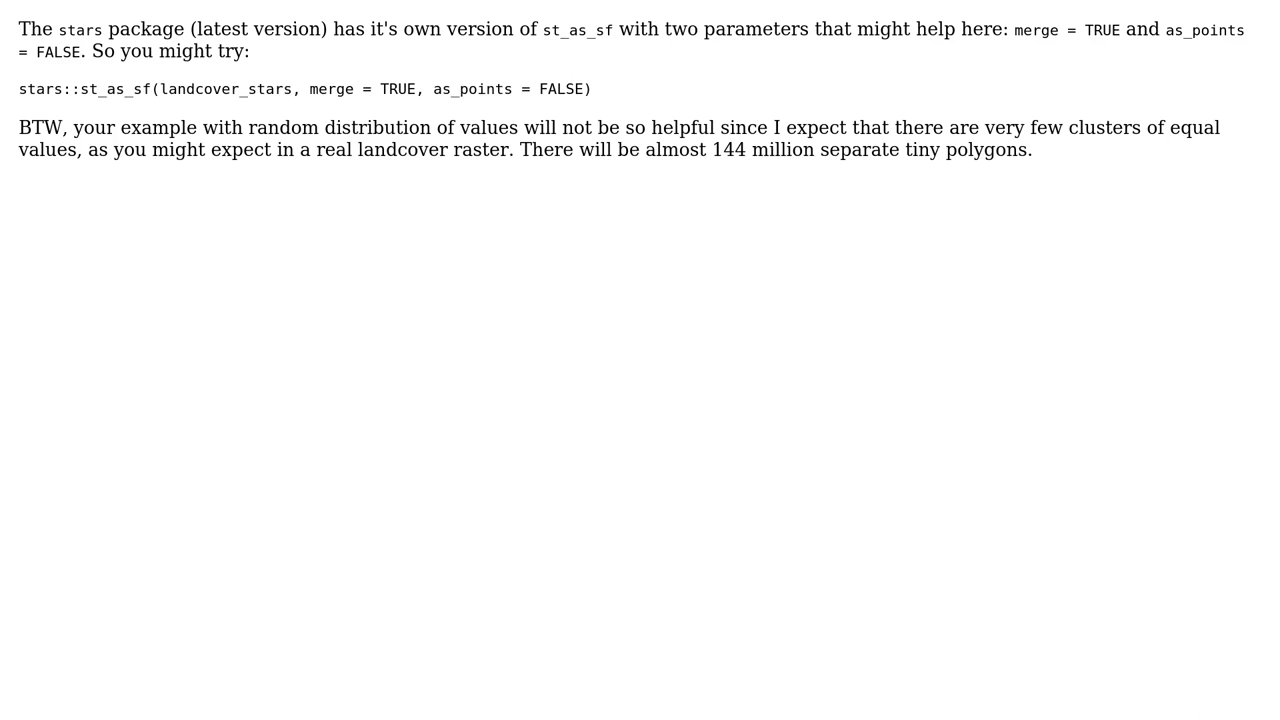 The stars package (latest version) has it's own version of st_as_sf with two parameters that might help here: merge = TRUE and as_points
= FALSE. So you might try:
stars::st_as_sf(landcover_stars, merge = TRUE, as_points = FALSE)
BTW, your example with random distribution of values will not be so helpful since I expect that there are very few clusters of equal
values, as you might expect in a real landcover raster. There will be almost 144 million separate tiny polygons.